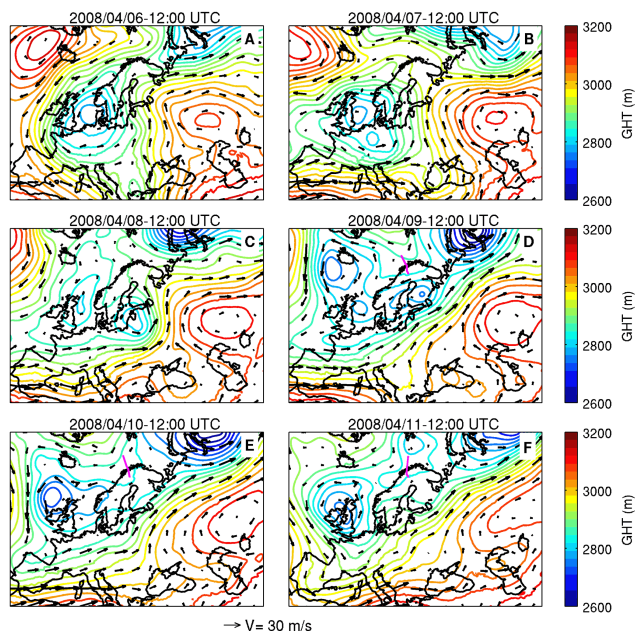 2008/04/06-12:00 UTC
2008/04/07-12:00 UTC
A
B
3200
3000
2800
2600
GHT (m)
2008/04/08-12:00 UTC
2008/04/09-12:00 UTC
C
D
3200
3000
2800
2600
GHT (m)
2008/04/10-12:00 UTC
2008/04/11-12:00 UTC
E
F
3200
3000
2800
2600
GHT (m)
V= 30 m/s